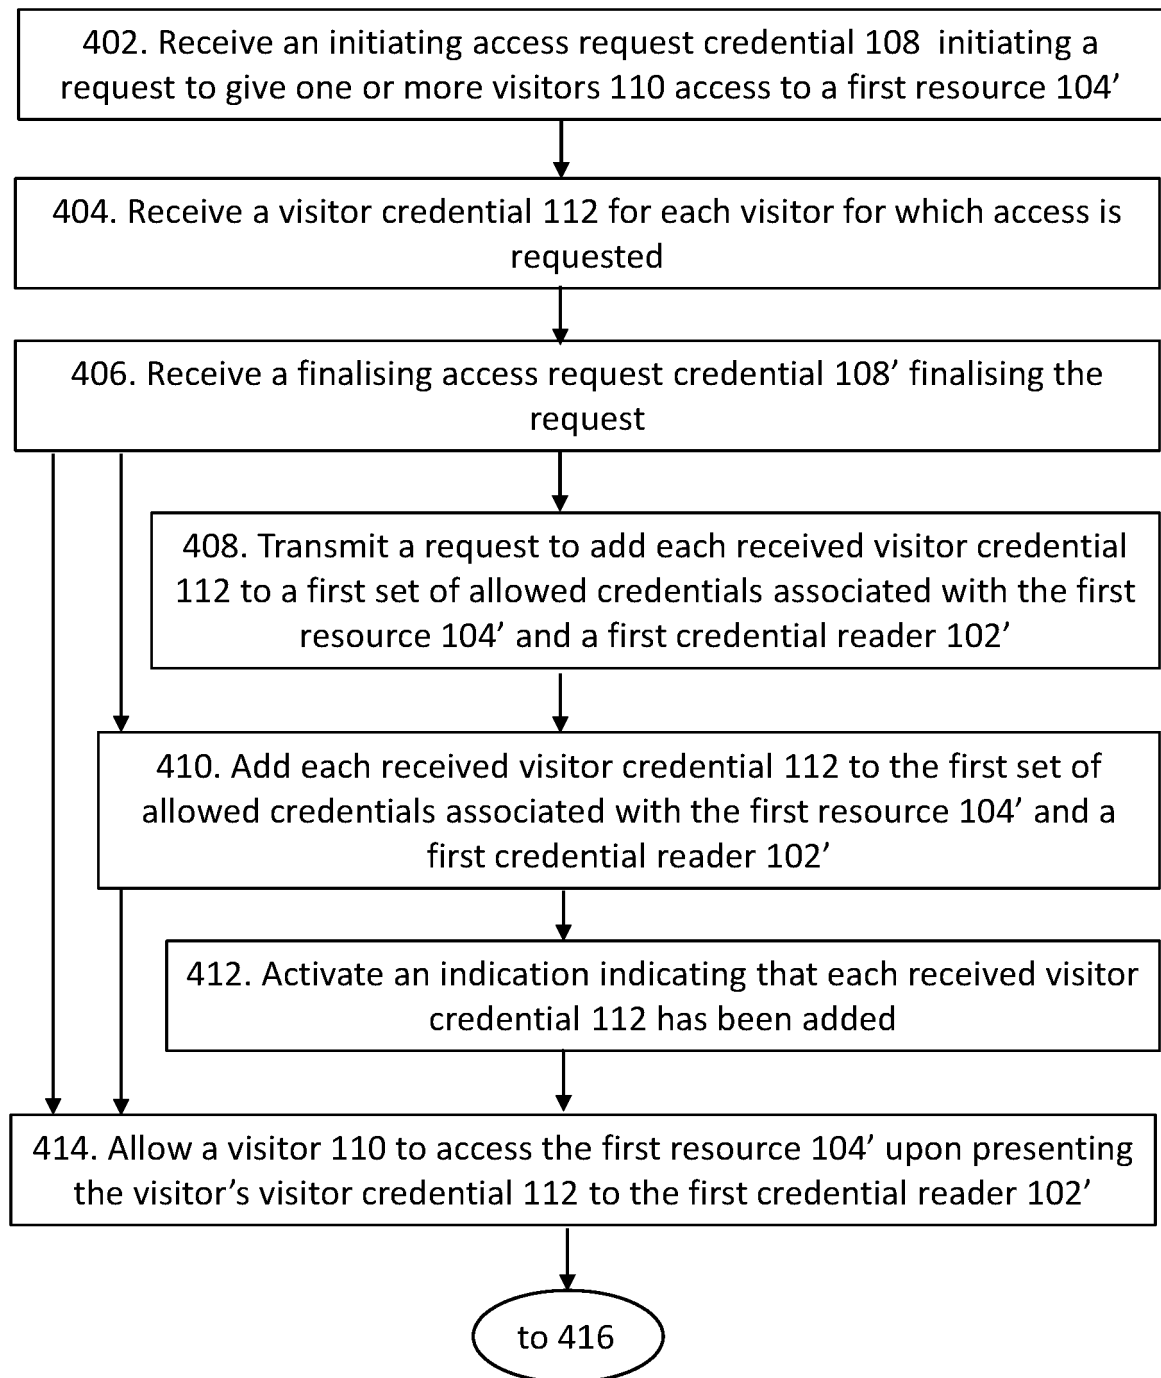 402. Receive an initiating access request credential 108 initiating a
request to give one or more visitors 110 access to a first resource 104’
404. Receive a visitor credential 112 for each visitor for which access is
requested
406. Receive a finalising access request credential 108’ finalising the
request
408. Transmit a request to add each received visitor credential
112 to a first set of allowed credentials associated with the first
resource 104’ and a first credential reader 102’
410. Add each received visitor credential 112 to the first set of
allowed credentials associated with the first resource 104’ and a
first credential reader 102’
412. Activate an indication indicating that each received visitor
credential 112 has been added
414. Allow a visitor 110 to access the first resource 104’ upon presenting
the visitor’s visitor credential 112 to the first credential reader 102’
to 416